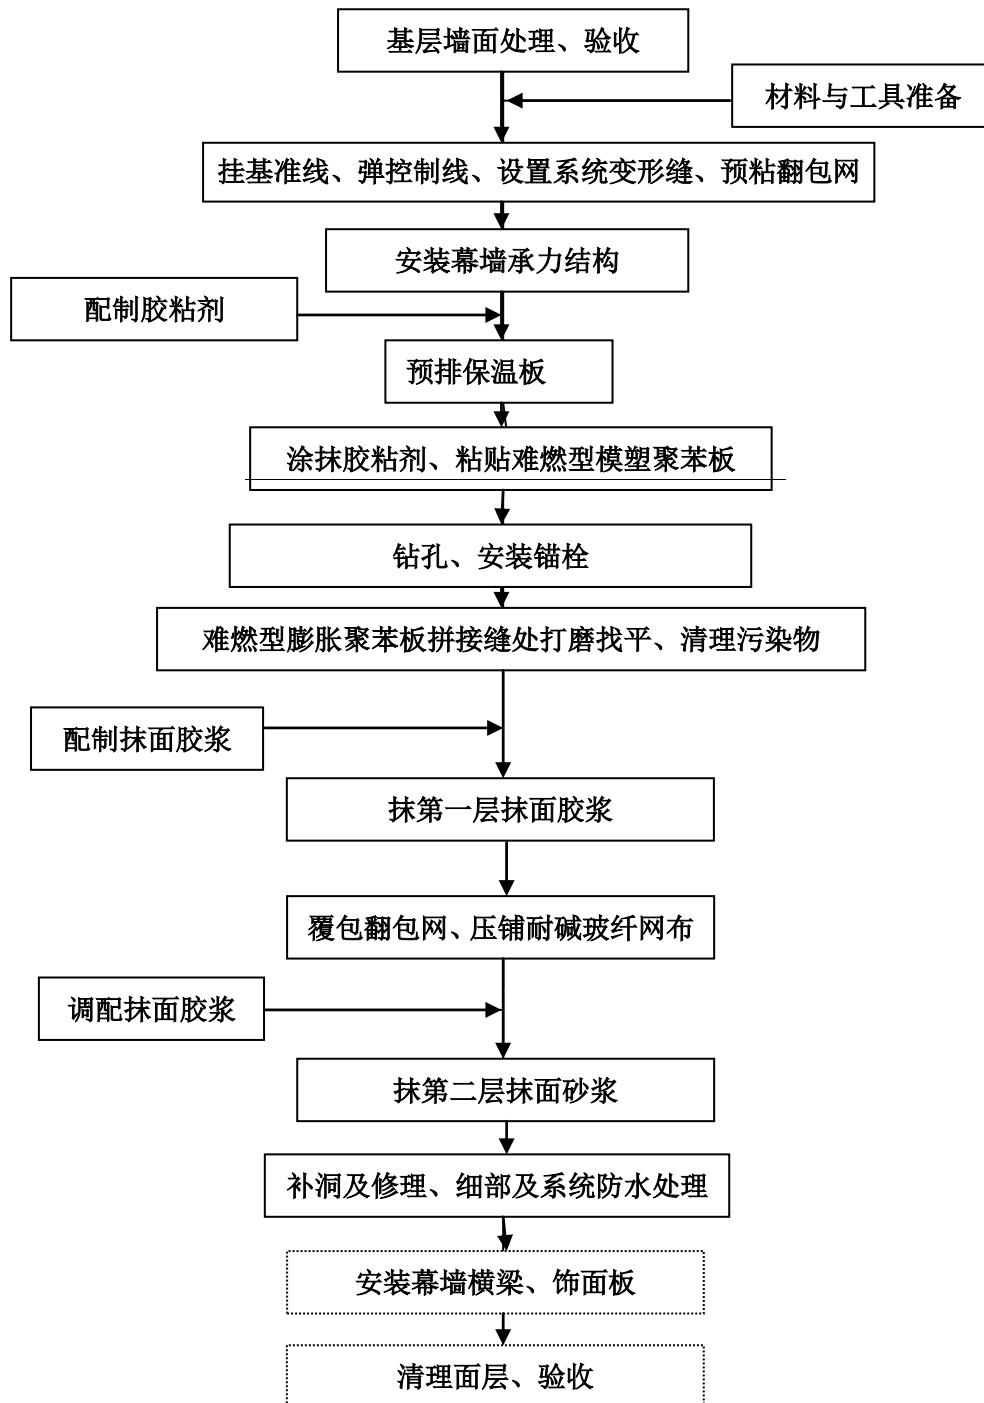 基层墙面处理、验收
材料与工具准备
挂基准线、弹控制线、设置系统变形缝、预粘翻包网
安装幕墙承力结构
配制胶粘剂
预排保温板
涂抹胶粘剂、粘贴难燃型模塑聚苯板
钻孔、安装锚栓
难燃型膨胀聚苯板拼接缝处打磨找平、清理污染物
配制抹面胶浆
抹第一层抹面胶浆
覆包翻包网、压铺耐碱玻纤网布
调配抹面胶浆
抹第二层抹面砂浆
补洞及修理、细部及系统防水处理
安装幕墙横梁、饰面板
清理面层、验收